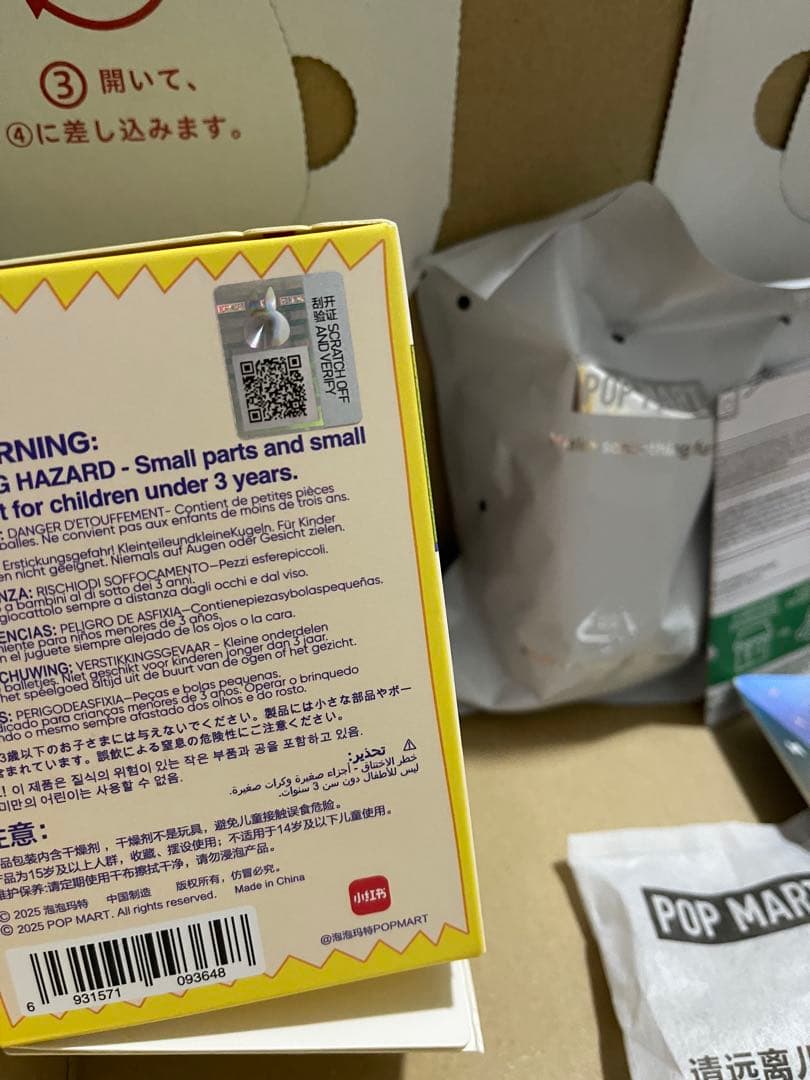 ③ 開いて、
④に差し込みます。
开证
刮验
SCRATCH OFF
AND VERIFY
RNING:
G HAZARD - Small parts and small
t for children under 3 years.
: DANGER D'ETOUFFEMENT- Contient de petites pièces
balles. Ne convient pas aux enfants de moins de trois ans.
Erstickungsgefahr! KleinteileundkleineKugeln. Für Kinder
en nicht geeignet. Niemals auf Augen oder Gesicht zielen.
NZA: RISCHIODI SOFFOCAMENTO-Pezzi esferepiccoli.
a bambini al di sotto dei 3 anni.
giocattolo sempre a distanza dagli occhi e dal viso.
ENCIAS: PELIGRO DE ASFIXIA-Contienepiezasybolaspequeñas.
niente para niños menores de 3 años.
n el juguete siempre alejado de los ojos o la cara.
CHUWING: VERSTIKKINGSGEVAAR - Kleine onderdelen
balletjes. Niet geschikt voor kinderen jonger dan 3 jaar.
het speelgoed altijd uit de buurt van de ogen of het gezicht.
S: PERIGODEASFIXIA-Peças e bolas pequenas.
dicado para crianças menores de 3 anos. Operar o brinquedo
ndo o mesmo sempre afastado dos olhos e do rosto.
3歳以下のお子さまには与えないでください。製品には小さな部品やボー
含まれています。誤飲による窒息の危険性にご注意ください。
! 이 제품은 질식의 위험이 있는 작은 부품과 공을 포함하고 있음.
미만의 어린이는 사용할 수 없음.
⚠ تحذير:
خطر الاختناق - أجزاء صغيرة وكرات صغيرة.
ليس للأطفال دون سن 3 سنوات.
注意:
品包装内含干燥剂，干燥剂不是玩具，避免儿童接触误食危险。
产品为15岁及以上人群，收藏、摆设使用；不适用于14岁及以下儿童使用。
维护保养:请定期使用干布擦拭干净，请勿浸泡产品。
© 2025 泡泡玛特 中国制造 版权所有，仿冒必究。
© 2025 POP MART. All rights reserved. Made in China
小红书
@泡泡玛特POPMART
6 931571 093648
POP MART
POP MAR
请远离儿